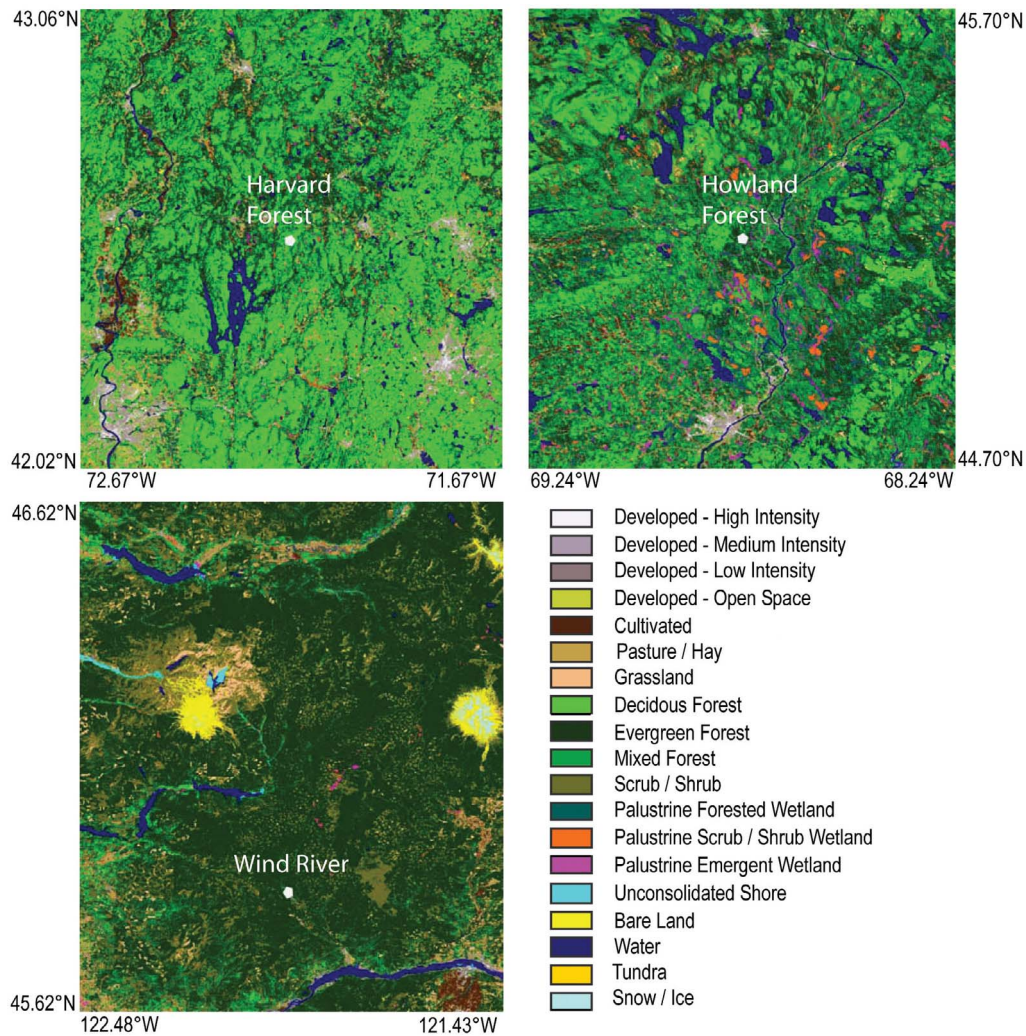 43.06°N
45.70°N
Harvard
Forest
Howland
Forest
42.02°N
44.70°N
72.67°W
71.67°W
69.24°W
68.24°W
46.62°N
Developed - High Intensity
Developed - Medium Intensity
Developed - Low Intensity
Developed - Open Space
Cultivated
Pasture / Hay
Grassland
Decidous Forest
Evergreen Forest
Mixed Forest
Scrub / Shrub
Palustrine Forested Wetland
Palustrine Scrub / Shrub Wetland
Palustrine Emergent Wetland
Unconsolidated Shore
Bare Land
Water
Tundra
Snow / Ice
Wind River
45.62°N
122.48°W
121.43°W